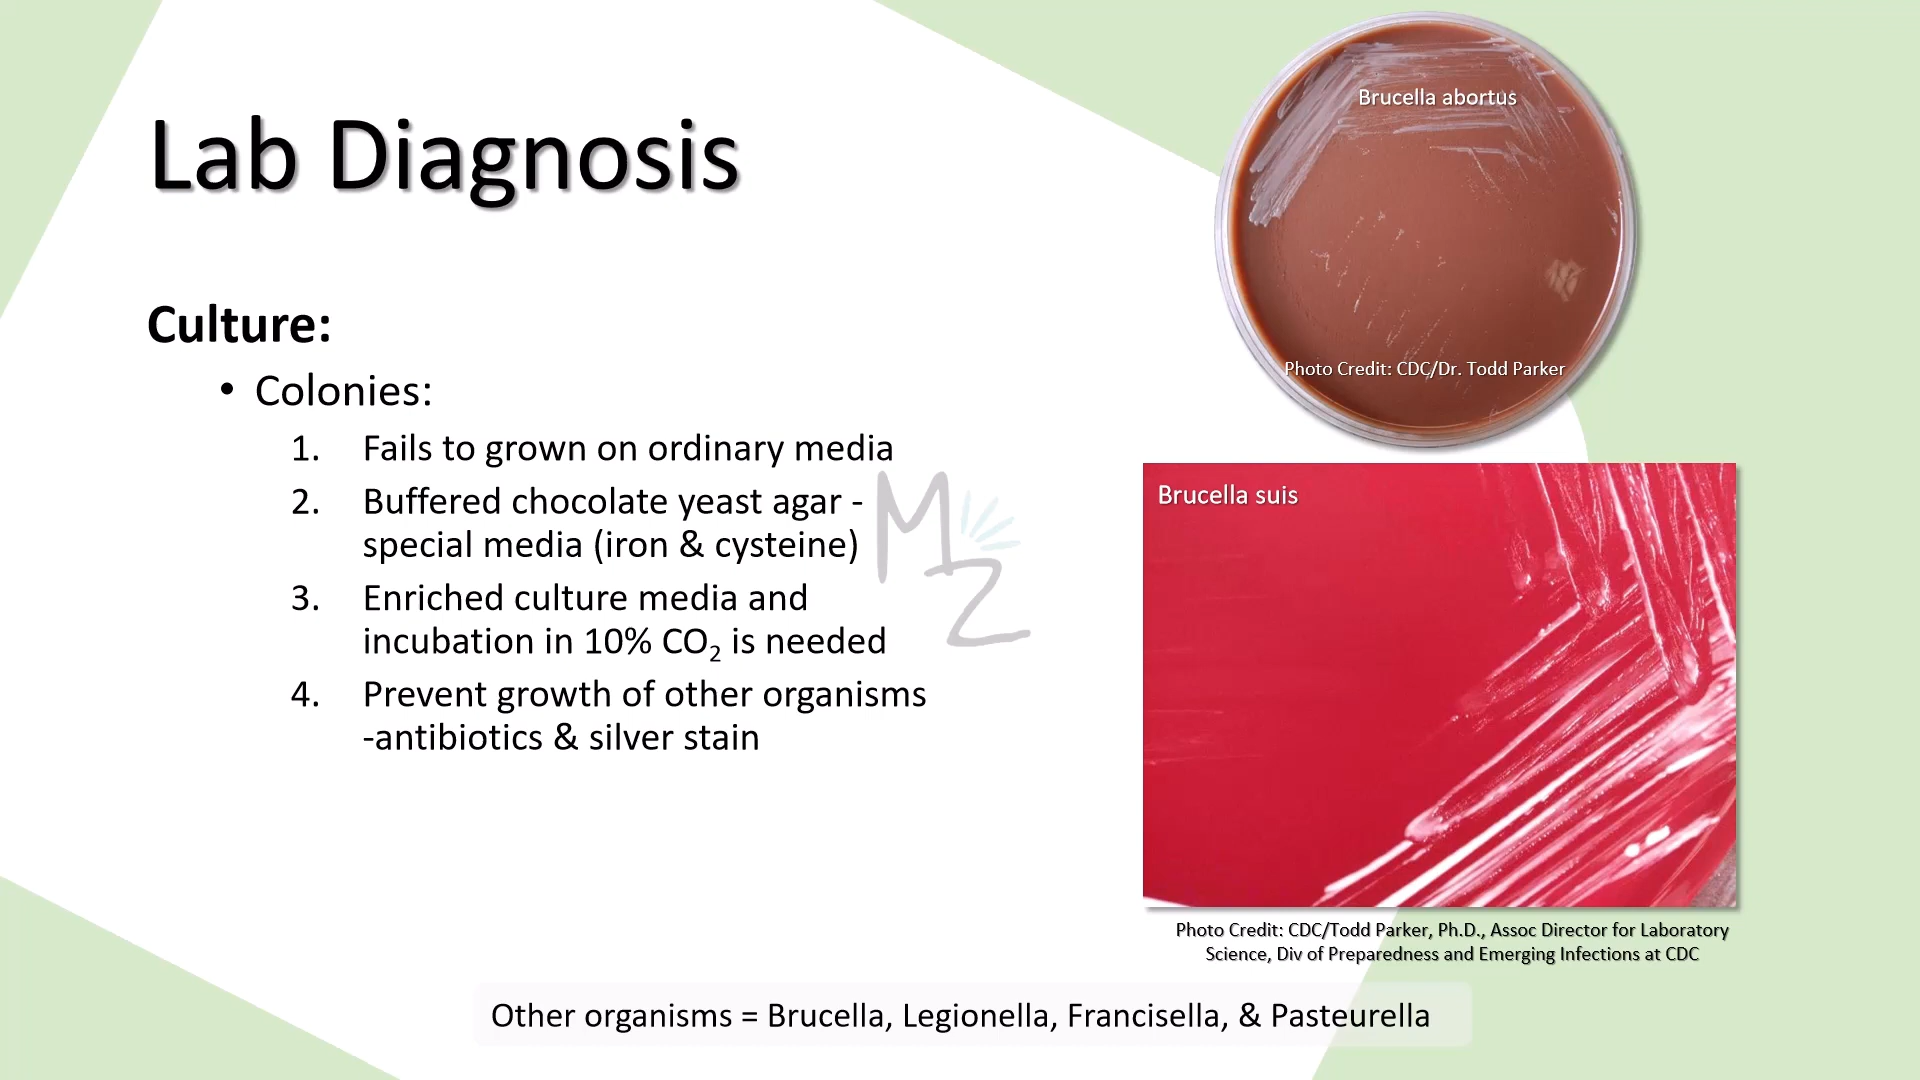 Lab Diagnosis
Culture:
• Colonies:
1. Fails to grown on ordinary media
2. Buffered chocolate yeast agar -
special media (iron & cysteine)
3. Enriched culture media and
incubation in 10% CO₂ is needed
4. Prevent growth of other organisms
-antibiotics & silver stain
MZ
Brucella abortus
Photo Credit: CDC/Dr. Todd Parker
Brucella suis
Photo Credit: CDC/Todd Parker, Ph.D., Assoc Director for Laboratory
Science, Div of Preparedness and Emerging Infections at CDC
Other organisms = Brucella, Legionella, Francisella, & Pasteurella